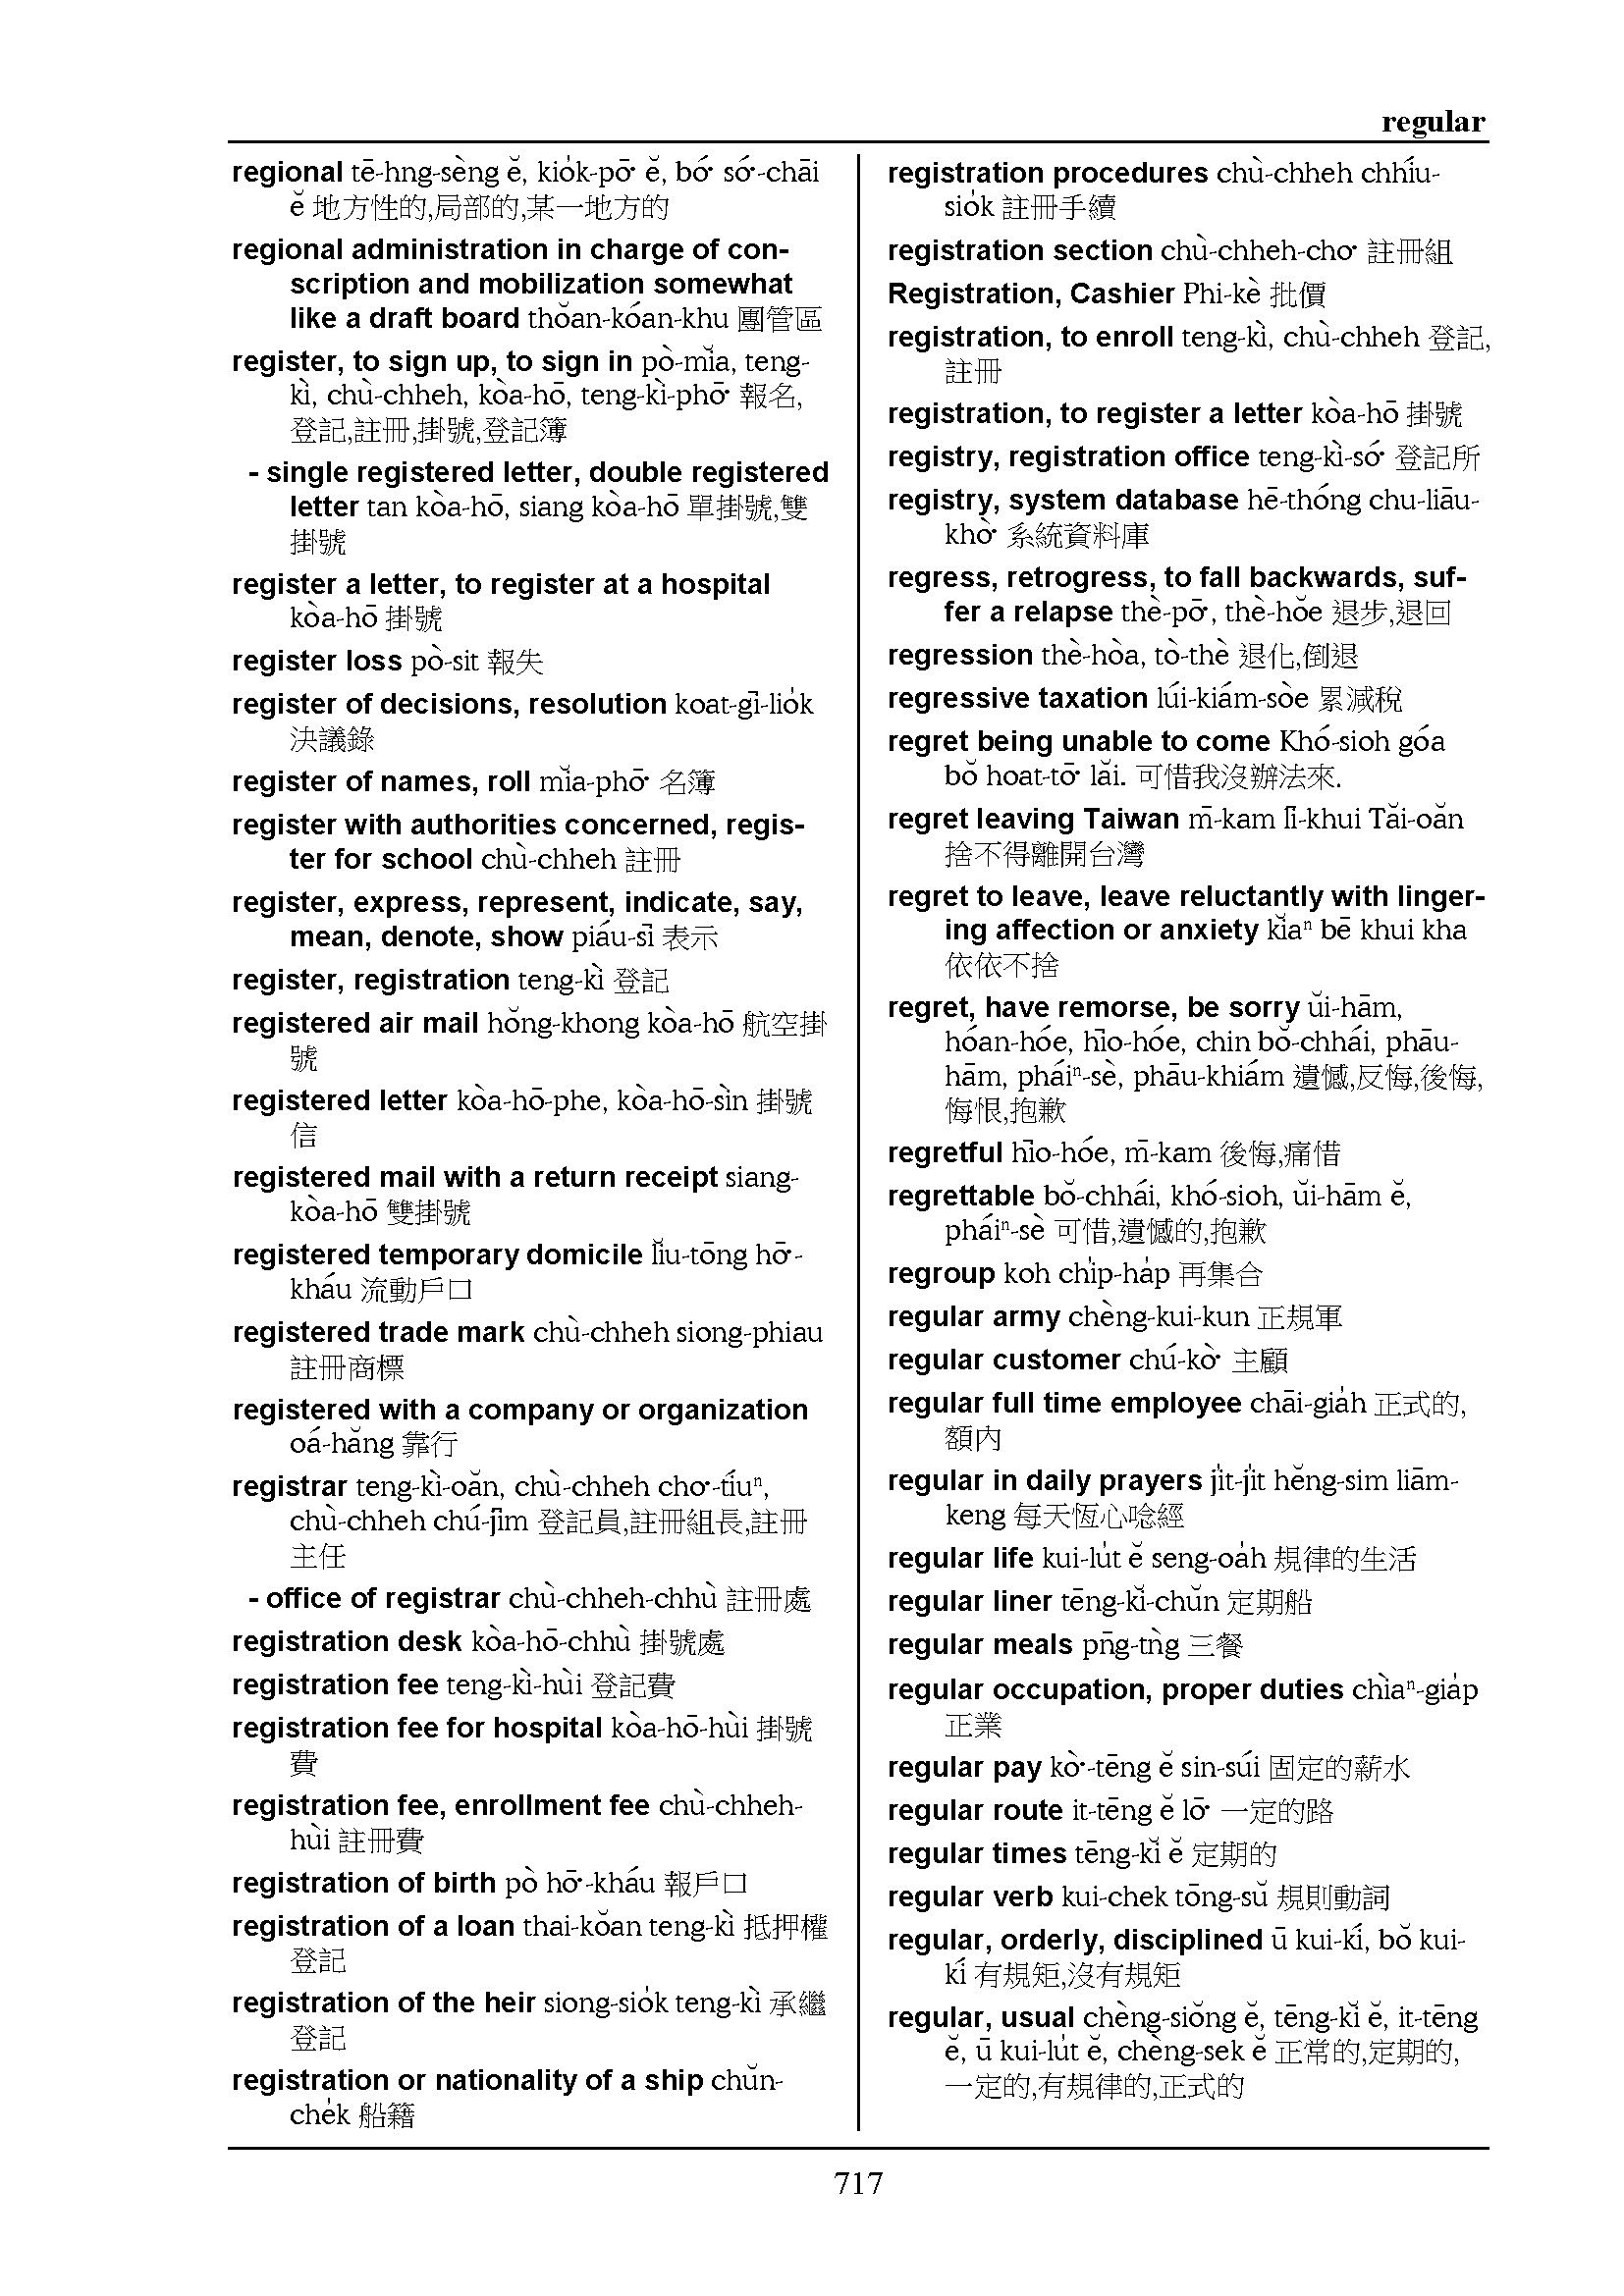 regular
regional tē-hng-sèng ĕ, kio̍k-pō͘ ĕ, bó͘ só͘-chāi
ĕ 地方性的,局部的,某一地方的
regional administration in charge of con-
scription and mobilization somewhat
like a draft board thŏan-kóan-khu 團管區
register, to sign up, to sign in pò-mĭa, teng-
kì, chù-chheh, kòa-hō, teng-kì-phō͘ 報名,
登記,註冊,掛號,登記簿
- single registered letter, double registered
letter tan kòa-hō, siang kòa-hō 單掛號,雙
掛號
register a letter, to register at a hospital
kòa-hō 掛號
register loss pò-sit 報失
register of decisions, resolution koat-gī-lio̍k
決議錄
register of names, roll mĭa-phō͘ 名簿
register with authorities concerned, regis-
ter for school chù-chheh 註冊
register, express, represent, indicate, say,
mean, denote, show piáu-sī 表示
register, registration teng-kì 登記
registered air mail hŏng-khong kòa-hō 航空掛
號
registered letter kòa-hō-phe, kòa-hō-sìn 掛號
信
registered mail with a return receipt siang-
kòa-hō 雙掛號
registered temporary domicile lĭu-tōng hō͘-
kháu 流動戶口
registered trade mark chù-chheh siong-phiau
註冊商標
registered with a company or organization
oá-hăng 靠行
registrar teng-kì-oăn, chù-chheh cho͘-tíuⁿ,
chù-chheh chú-jīm 登記員,註冊組長,註冊
主任
- office of registrar chù-chheh-chhù 註冊處
registration desk kòa-hō-chhù 掛號處
registration fee teng-kì-hùi 登記費
registration fee for hospital kòa-hō-hùi 掛號
費
registration fee, enrollment fee chù-chheh-
hùi 註冊費
registration of birth pò hō͘-kháu 報戶口
registration of a loan thai-kŏan teng-kì 抵押權
登記
registration of the heir siong-sio̍k teng-kì 承繼
登記
registration or nationality of a ship chŭn-
che̍k 船籍
registration procedures chù-chheh chhíu-
sio̍k 註冊手續
registration section chù-chheh-cho͘ 註冊組
Registration, Cashier Phi-kè 批價
registration, to enroll teng-kì, chù-chheh 登記,
註冊
registration, to register a letter kòa-hō 掛號
registry, registration office teng-kì-só͘ 登記所
registry, system database hē-thóng chu-liāu-
khò͘ 系統資料庫
regress, retrogress, to fall backwards, suf-
fer a relapse thè-pō͘, thè-hŏe 退步,退回
regression thè-hòa, tò-thè 退化,倒退
regressive taxation lúi-kiám-sòe 累減稅
regret being unable to come Khó-sioh góa
bŏ hoat-tō͘ lăi. 可惜我沒辦法來.
regret leaving Taiwan m̄-kam lī-khui Tăi-oăn
捨不得離開台灣
regret to leave, leave reluctantly with linger-
ing affection or anxiety kĭaⁿ bē khui kha
依依不捨
regret, have remorse, be sorry ŭi-hām,
hóan-hóe, hīo-hóe, chin bŏ-chhái, phāu-
hām, pháiⁿ-sè, phāu-khiám 遺憾,反悔,後悔,
悔恨,抱歉
regretful hīo-hóe, m̄-kam 後悔,痛惜
regrettable bŏ-chhái, khó-sioh, ŭi-hām ĕ,
pháiⁿ-sè 可惜,遺憾的,抱歉
regroup koh chi̍p-ha̍p 再集合
regular army chèng-kui-kun 正規軍
regular customer chú-kò͘ 主顧
regular full time employee chāi-gia̍h 正式的,
額內
regular in daily prayers ji̍t-ji̍t hĕng-sim liām-
keng 每天恆心唸經
regular life kui-lu̍t ĕ seng-oa̍h 規律的生活
regular liner tēng-kĭ-chŭn 定期船
regular meals pn̄g-tǹg 三餐
regular occupation, proper duties chìaⁿ-gia̍p
正業
regular pay kò͘-tēng ĕ sin-súi 固定的薪水
regular route it-tēng ĕ lō͘ 一定的路
regular times tēng-kĭ ĕ 定期的
regular verb kui-chek tōng-sŭ 規則動詞
regular, orderly, disciplined ū kui-kí, bŏ kui-
kí 有規矩,沒有規矩
regular, usual chèng-siŏng ĕ, tēng-kĭ ĕ, it-tēng
ĕ, ū kui-lu̍t ĕ, chèng-sek ĕ 正常的,定期的,
一定的,有規律的,正式的
717